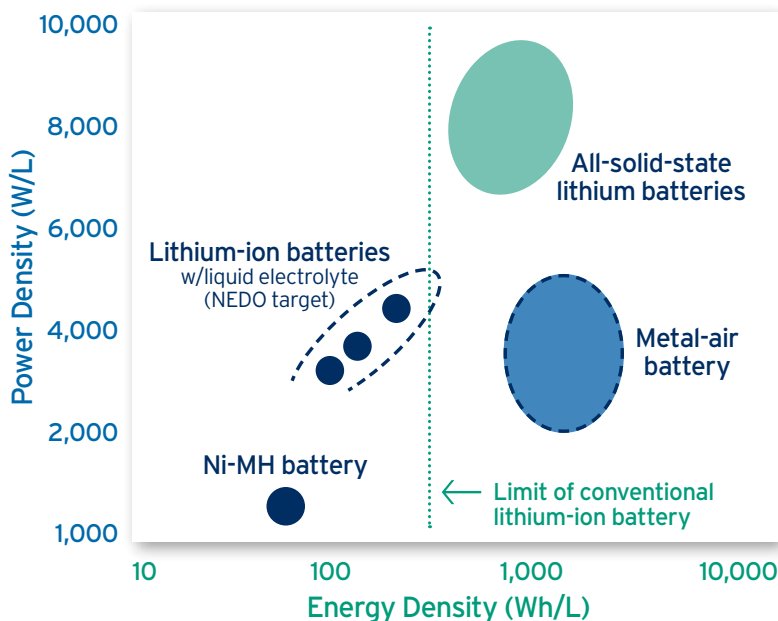 10,000
8,000
6,000
4,000
2,000
1,000
Power Density (W/L)
All-solid-state
lithium batteries
Lithium-ion batteries
w/liquid electrolyte
(NEDO target)
Metal-air
battery
Ni-MH battery
Limit of conventional
lithium-ion battery
10
100
1,000
10,000
Energy Density (Wh/L)